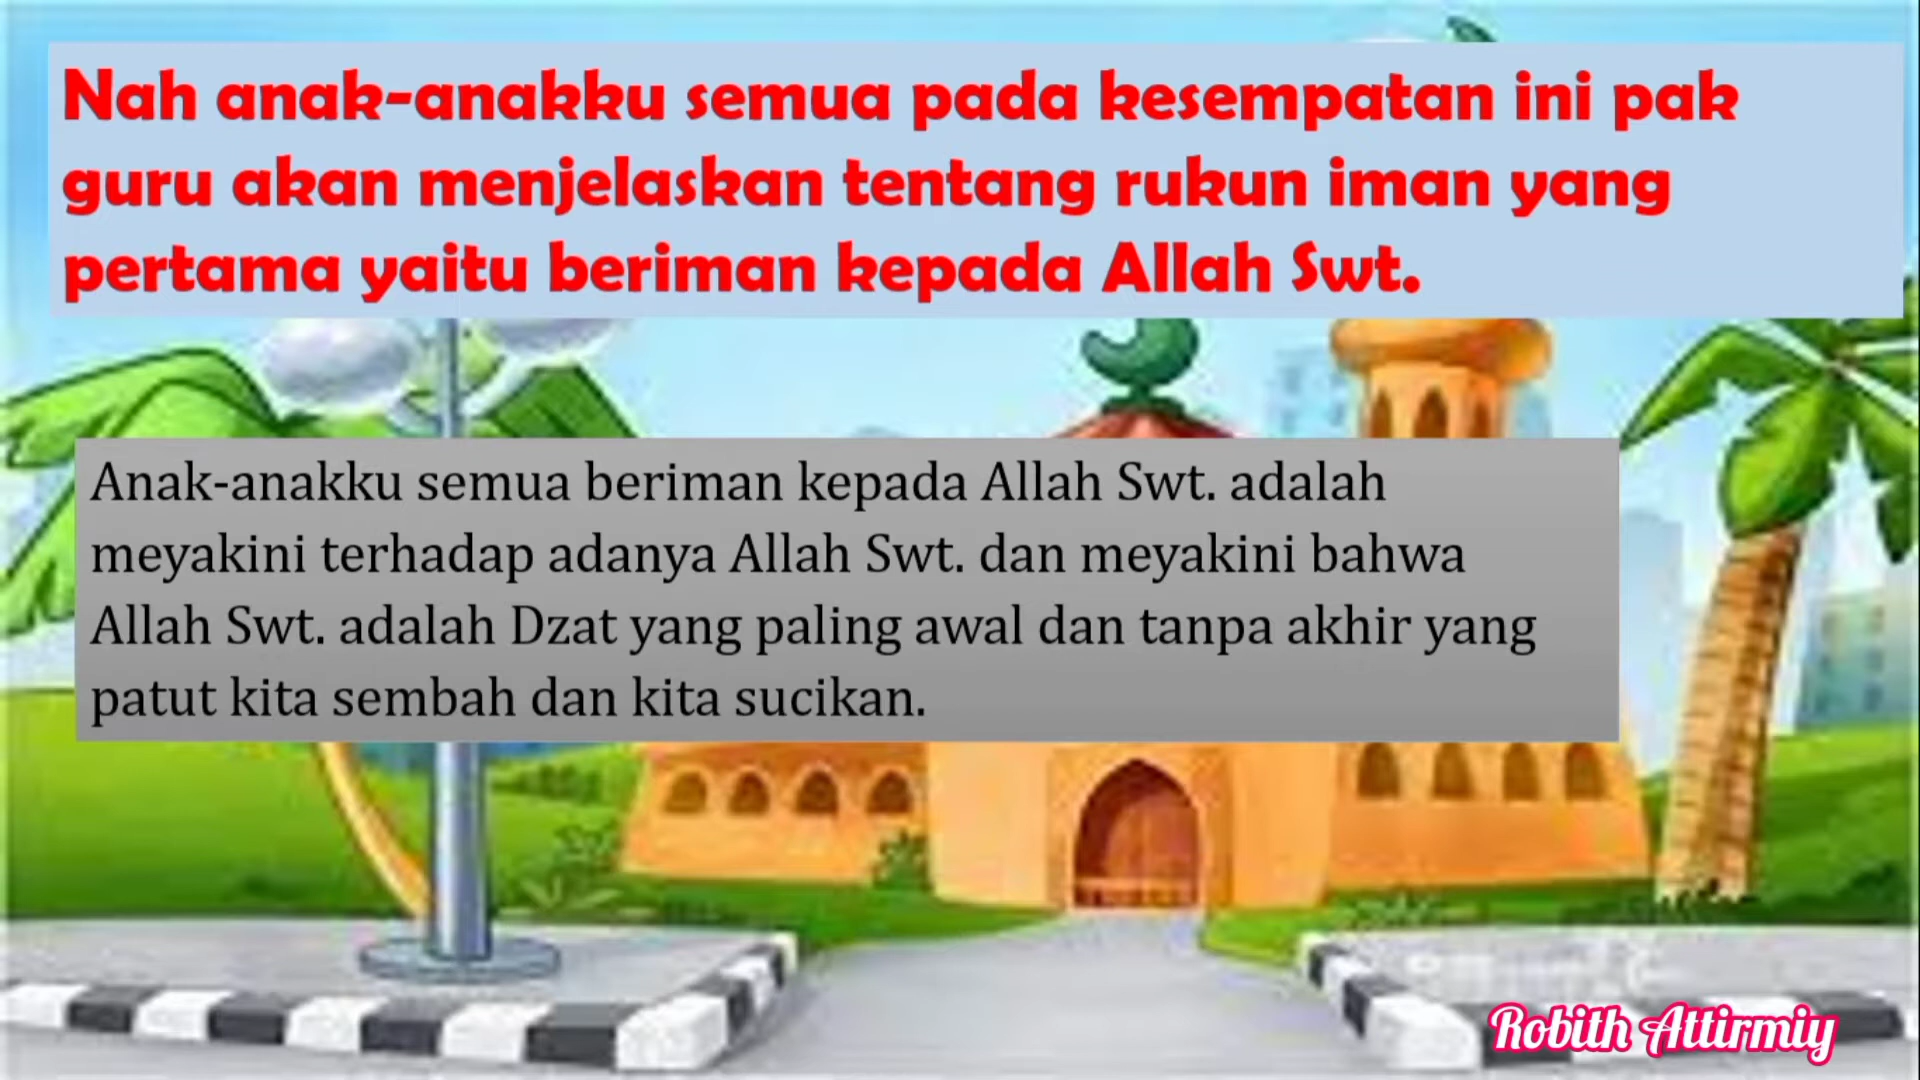 Nah anak-anakku semua pada kesempatan ini pak
guru akan menjelaskan tentang rukun iman yang
pertama yaitu beriman kepada Allah Swt.
Anak-anakku semua beriman kepada Allah Swt. adalah
meyakini terhadap adanya Allah Swt. dan meyakini bahwa
Allah Swt. adalah Dzat yang paling awal dan tanpa akhir yang
patut kita sembah dan kita sucikan.
Robith Attirmiy